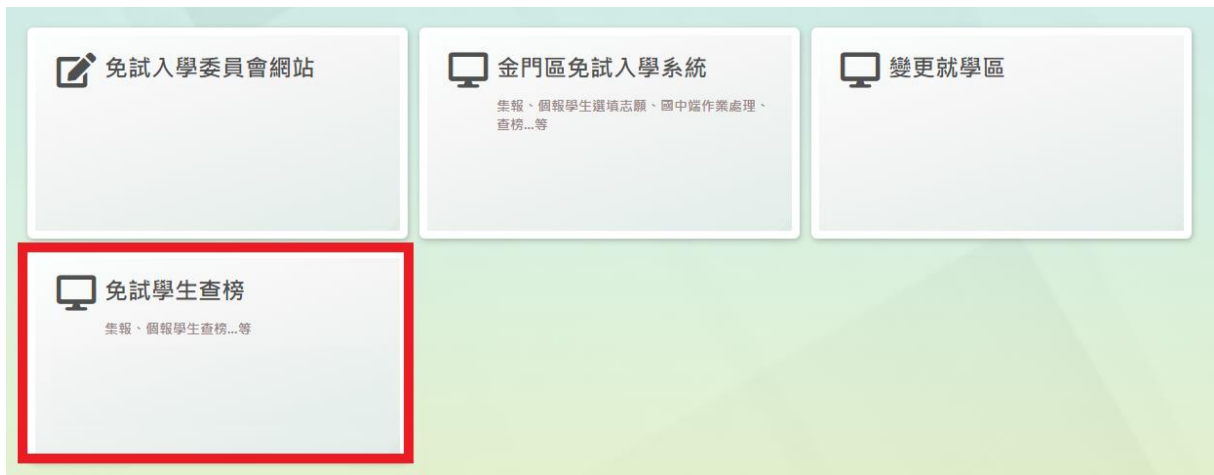 免試入學委員會網站
金門區免試入學系統
集報、個報學生選填志願、國中端作業處理、
查榜...等
變更就學區
免試學生查榜
集報、個報學生查榜...等